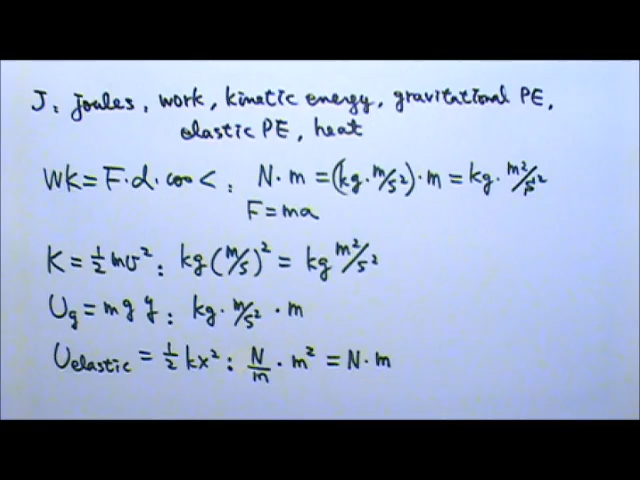 J: joules, work, kinetic energy, gravitational PE,
elastic PE, heat
Wk = F·d·cos<: N·m = (kg·m/s²)·m = kg·m²/s²
F = ma
K = ½mv²: kg(m/s)² = kg m²/s²
Ug = mgy: kg·m/s²·m
Uelastic = ½kx²: N/m·m² = N·m